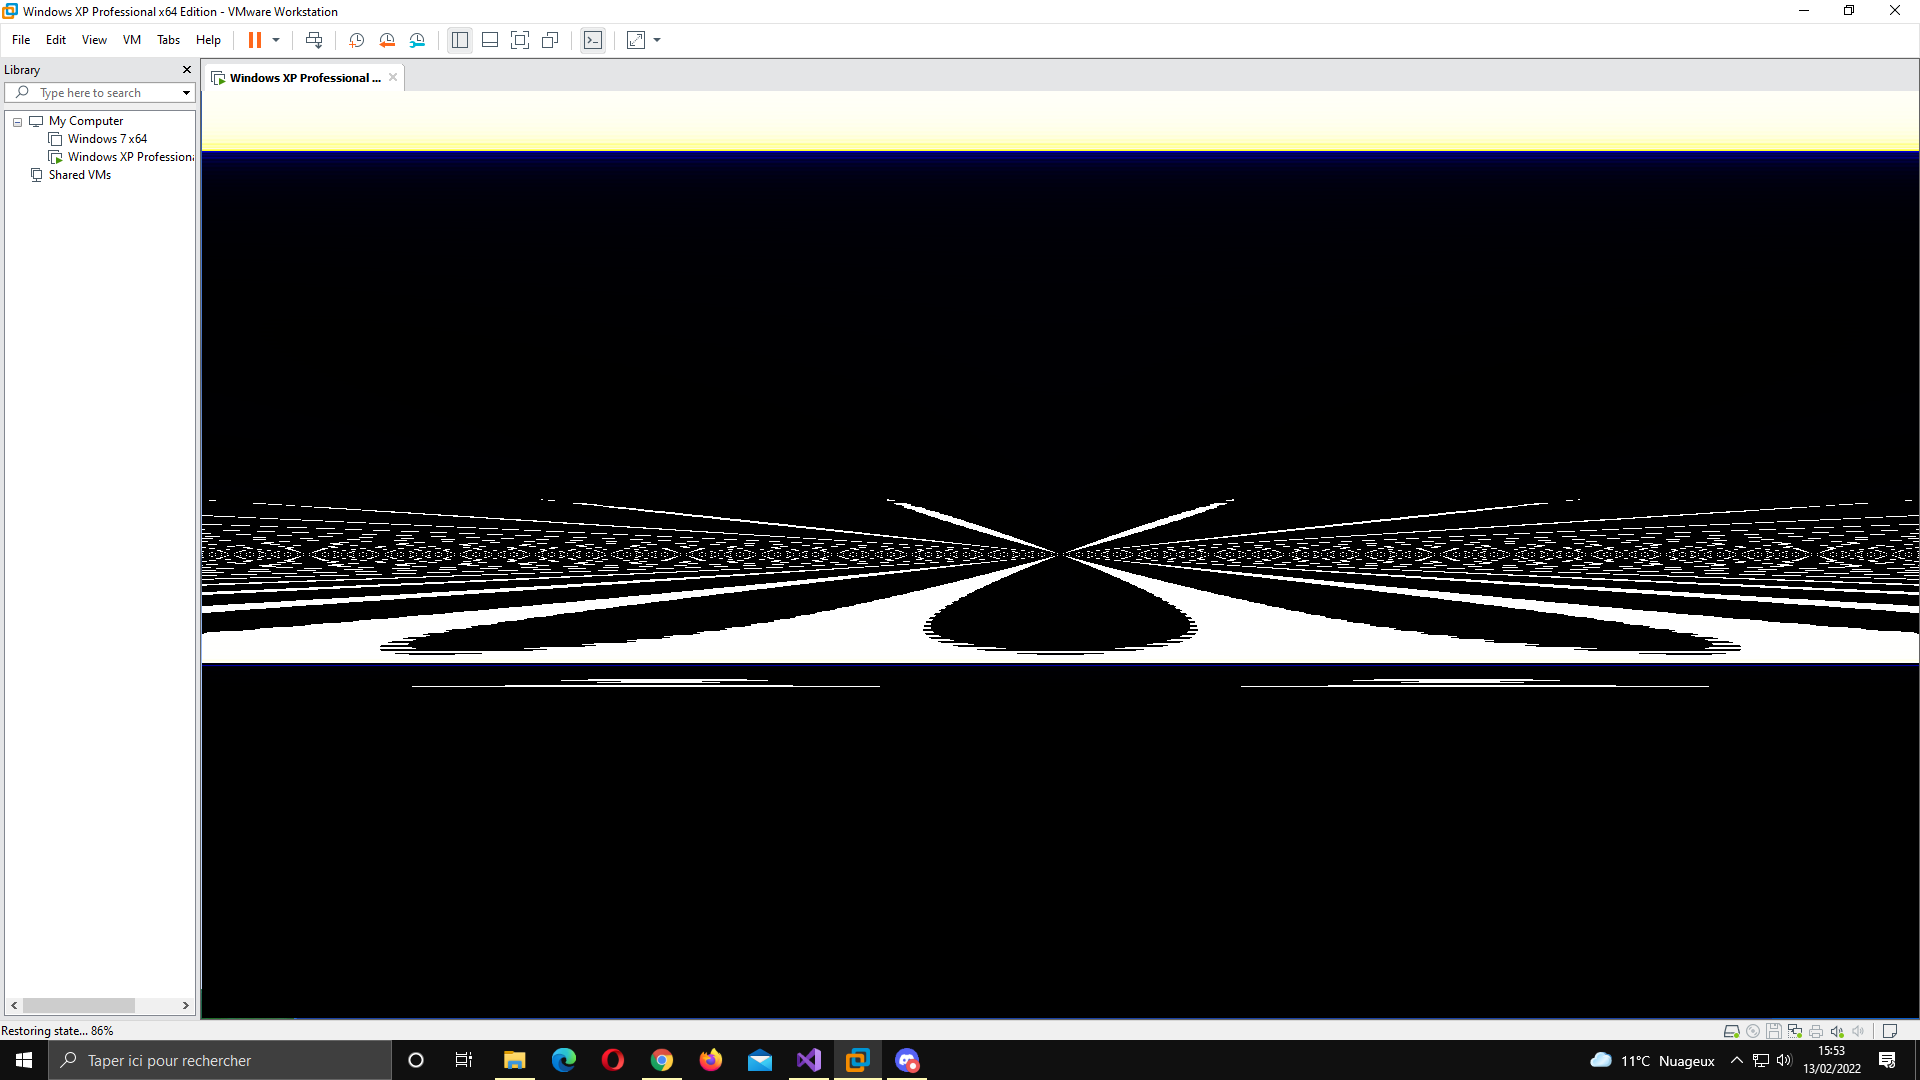 Windows XP Professional x64 Edition - VMware Workstation
File Edit View VM Tabs Help
Library
Type here to search
Windows XP Professional ...
My Computer
Windows 7 x64
Windows XP Professiona
Shared VMs
Restoring state... 86%
Taper ici pour rechercher
11°C Nuageux
15:53
13/02/2022